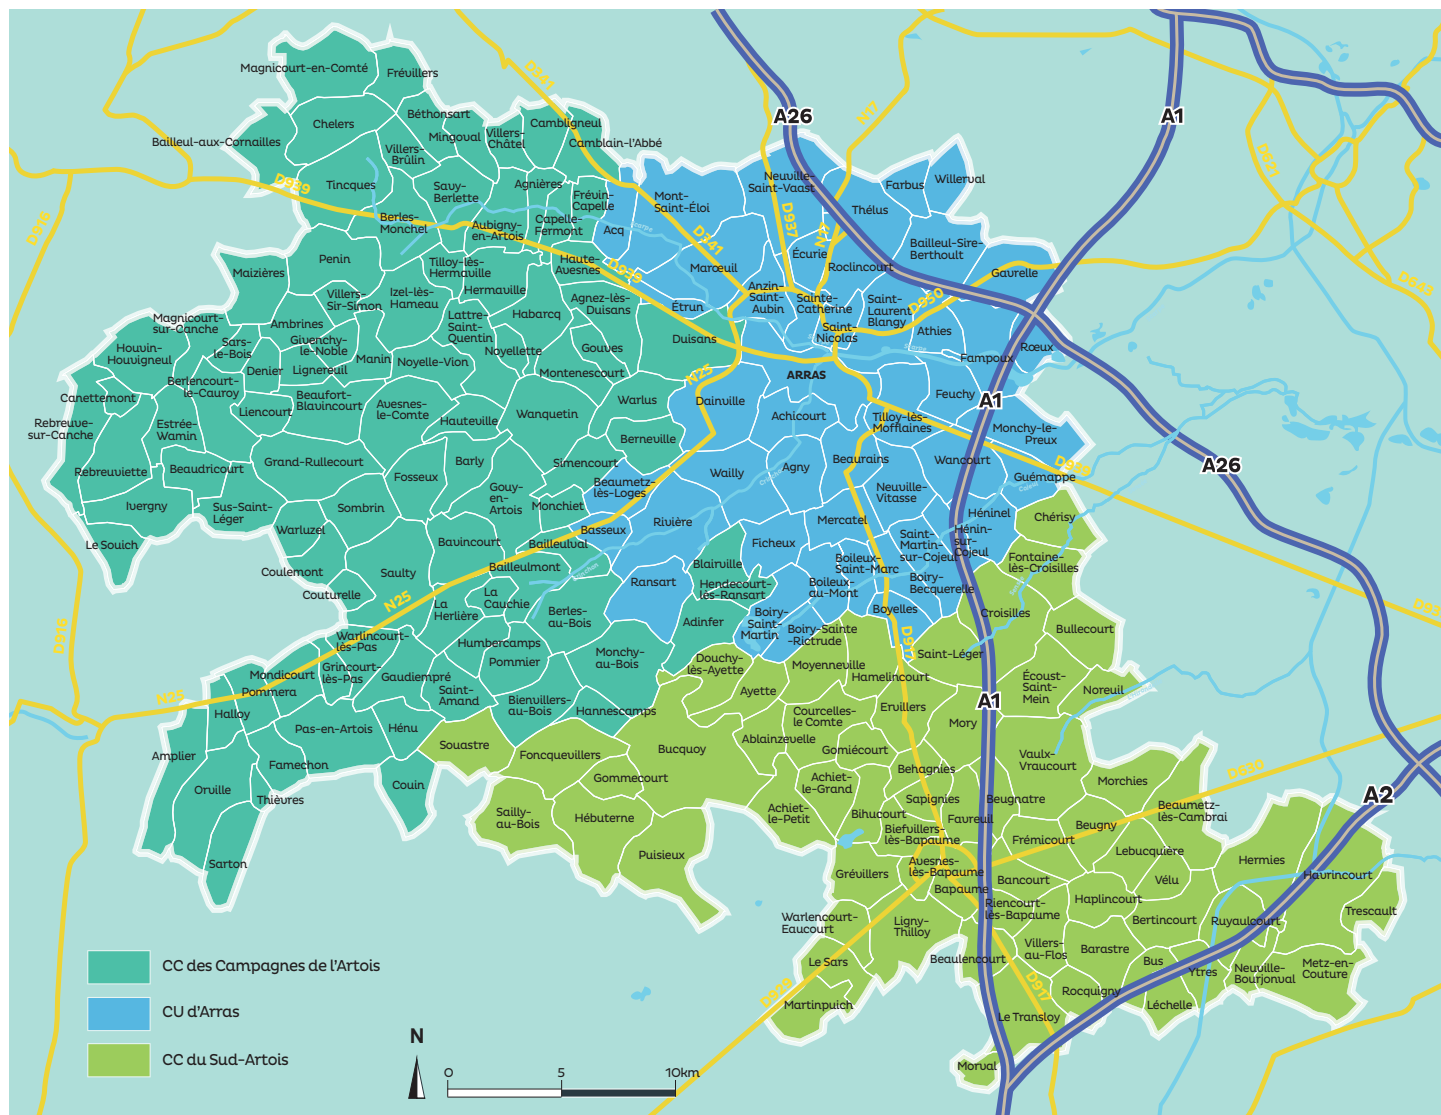 Magnicourt-en-Comté
Frévillers
Béthonsart
Chelers
Mingoval
Villers-
Châtel
Cambligneul
Camblain-l'Abbé
Bailleul-aux-Cornailles
Villers-
Brûlin
Tincques
Savy-
Berlette
Agnières
Frévin-
Capelle
Berles-
Monchel
Aubigny-
en-Artois
Capelle-
Fermont
Acq
Mont-
Saint-Éloi
Neuville-
Saint-Vaast
Farbus
Willerval
Thélus
Bailleul-Sire-
Berthoult
Gavrelle
Écurie
Roclincourt
Marœuil
Étrun
Anzin-
Saint-
Aubin
Sainte-
Catherine
Saint-
Nicolas
Saint-
Laurent
Blangy
Athies
Fampoux
Rœux
Feuchy
Maizières
Penin
Tilloy-lès-
Hermaville
Hermaville
Haute-
Avesnes
Villers-
Sir-Simon
Izel-lès-
Hameau
Habarcq
Agnez-lès-
Duisans
Duisans
Magnicourt-
sur-Canche
Ambrines
Lattre-
Saint-
Quentin
Gouves
Houvin-
Houvigneul
Sars-
le-Bois
Givenchy-
le-Noble
Manin
Noyelle-Vion
Noyellette
Montenescourt
Denier
Lignereuil
Berlencourt-
le-Cauroy
Canettemont
Beaufort-
Blavincourt
Liencourt
Avesnes-
le-Comte
Hauteville
Wanquetin
Warlus
Dainville
ARRAS
Achicourt
Tilloy-lès-
Mofflaines
Monchy-le-
Preux
Rebreuve-
sur-Canche
Estrée-
Wamin
Berneville
Rebreuviette
Beaudricourt
Grand-Rullecourt
Barly
Simencourt
Wailly
Agny
Beaurains
Wancourt
Guémappe
Fosseux
Gouy-
en-
Artois
Monchiet
Beaumetz-
lès-Loges
Neuville-
Vitasse
Ivergny
Sus-Saint-
Léger
Sombrin
Rivière
Mercatel
Héninel
Chérisy
Warluzel
Basseux
Bavincourt
Bailleulval
Le Souich
Ficheux
Saint-
Martin-
sur-Cojeul
Hénin-
sur-
Cojeul
Fontaine-
lès-Croisilles
Coulemont
Saulty
Bailleulmont
Blairville
Boileux-
Saint-Marc
Ransart
Hendecourt-
lès-Ransart
Boileux-
au-Mont
Boiry-
Becquerelle
Couturelle
La
Herlière
La
Cauchie
Berles-
au-Bois
Adinfer
Boiry-
Saint-
Martin
Boyelles
Croisilles
Boiry-Sainte
-Rictrude
Bullecourt
Warlincourt-
lès-Pas
Humbercamps
Pommier
Monchy-
au-Bois
Douchy-
lès-Ayette
Moyenneville
Saint-Léger
Mondicourt
Grincourt-
lès-Pas
Gaudiempré
Hamelincourt
Écoust-
Saint-
Mein
Noreuil
Pommera
Saint-
Amand
Bienvillers-
au-Bois
Hannescamps
Ayette
Halloy
Pas-en-Artois
Hénu
Courcelles-
le Comte
Ervillers
Mory
Souastre
Foncquevillers
Bucquoy
Ablainzevelle
Gomiécourt
Amplier
Famechon
Vaulx-
Vraucourt
Behagnies
Gommecourt
Achiet-
le-Grand
Morchies
Orville
Thièvres
Couin
Sapignies
Beugnatre
Beaumetz-
lès-Cambrai
Sailly-
au-Bois
Hébuterne
Achiet-
le-Petit
Bihucourt
Favreuil
Beugny
Biefvillers-
lès-Bapaume
Frémicourt
Puisieux
Lebucquière
Sarton
Avesnes-
lès-Bapaume
Hermies
Havrincourt
Grévillers
Bapaume
Bancourt
Vélu
Haplincourt
Riencourt-
lès-Bapaume
Trescault
Warlencourt-
Eaucourt
Ligny-
Thilloy
Bertincourt
Ruyaulcourt
Villers-
au-Flos
Barastre
Le Sars
Beaulencourt
Bus
Ytres
Neuville-
Bourjonval
Metz-en-
Couture
Rocquigny
Martinpuich
Léchelle
Le Transloy
Morval
D341
A26
N17
A1
D939
D916
D937
D341
N17
D939
D950
D621
D643
N25
A1
A26
D939
D939
N25
D916
D917
N25
A1
D930
A2
D929
D917
Scarpe
Scarpe
CC des Campagnes de l'Artois
CU d'Arras
CC du Sud-Artois
N
0
5
10km